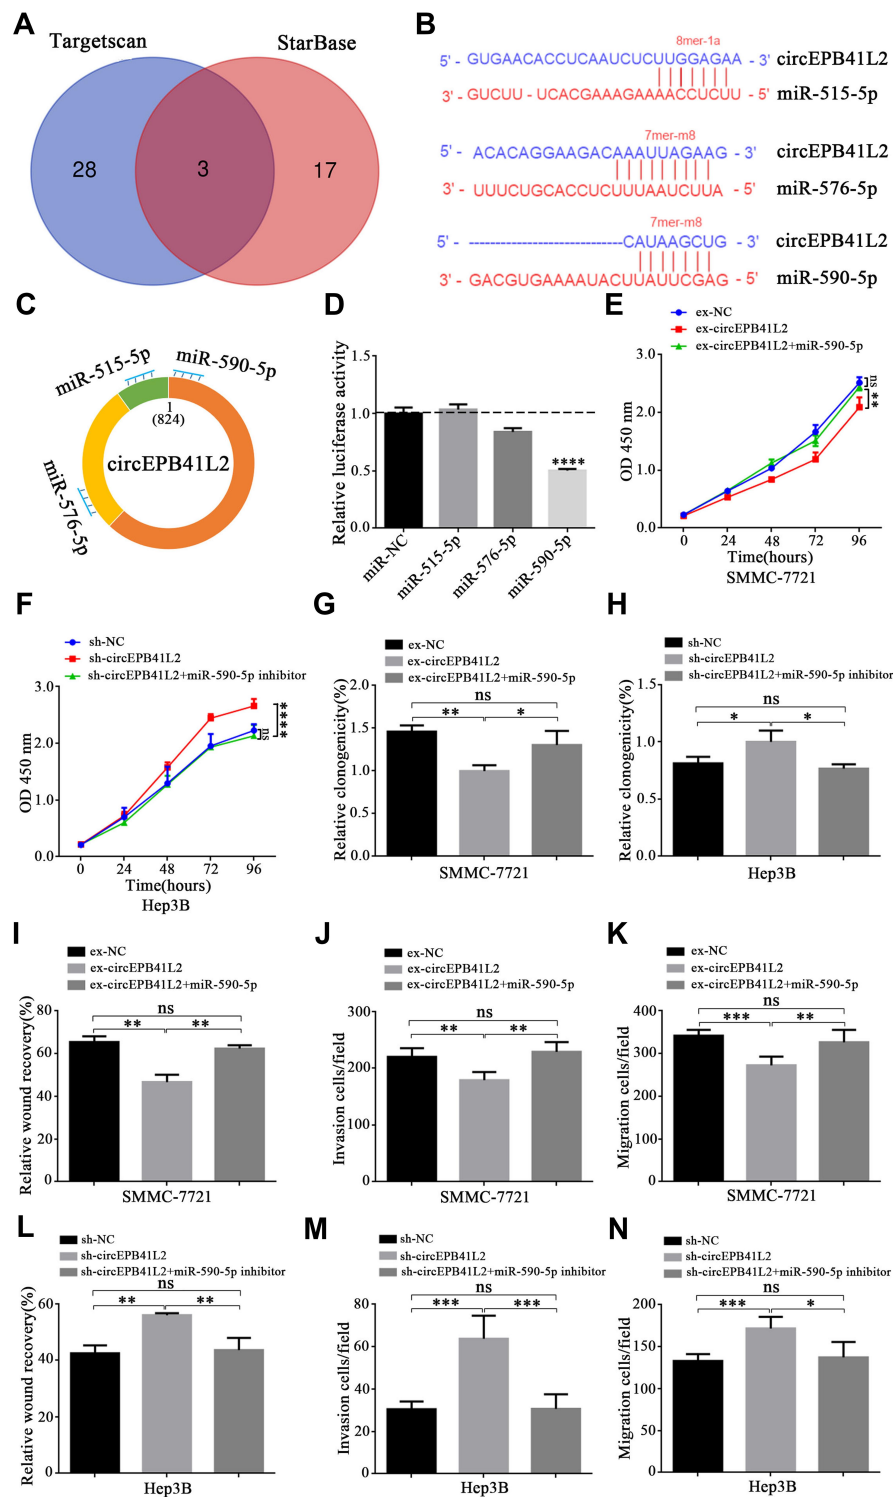 A
Targetscan
StarBase
28
3
17
B
8mer-1a
5' - GUGAACACCUCAAUCUCUUGGAGAA - 3' circEPB41L2
3' - GUCUU - UCACGAAAGAAAACCUCUU - 5' miR-515-5p
7mer-m8
5' - ACACAGGAAGACAAAUUAGAAG - 3' circEPB41L2
3' - UUUCUGCACCUCUUUAAUCUUA - 5' miR-576-5p
7mer-m8
5' - -----------------------------CAUAAGCUG - 3' circEPB41L2
3' - GACGUGAAAAUACUUAUUCGAG - 5' miR-590-5p
C
miR-515-5p
miR-590-5p
miR-576-5p
1
(824)
circEPB41L2
D
Relative luciferase activity
1.5
1.0
0.5
0.0
****
miR-NC
miR-515-5p
miR-576-5p
miR-590-5p
E
ex-NC
ex-circEPB41L2
ex-circEPB41L2+miR-590-5p
OD 450 nm
3.0
2.0
1.0
0.0
ns
**
0 24 48 72 96
Time(hours)
SMMC-7721
F
sh-NC
sh-circEPB41L2
sh-circEPB41L2+miR-590-5p inhibitor
OD 450 nm
3.0
2.0
1.0
0.0
ns
****
0 24 48 72 96
Time(hours)
Hep3B
G
ex-NC
ex-circEPB41L2
ex-circEPB41L2+miR-590-5p
Relative clonogenicity(%)
2.0
1.5
1.0
0.5
0.0
ns
** *
SMMC-7721
H
sh-NC
sh-circEPB41L2
sh-circEPB41L2+miR-590-5p inhibitor
Relative clonogenicity(%)
1.5
1.0
0.5
0.0
ns
* *
Hep3B
I
ex-NC
ex-circEPB41L2
ex-circEPB41L2+miR-590-5p
Relative wound recovery(%)
80
60
40
20
0
ns
** **
SMMC-7721
J
ex-NC
ex-circEPB41L2
ex-circEPB41L2+miR-590-5p
Invasion cells/field
300
200
100
0
ns
** **
SMMC-7721
K
ex-NC
ex-circEPB41L2
ex-circEPB41L2+miR-590-5p
Migration cells/field
400
300
200
100
0
ns
*** **
SMMC-7721
L
sh-NC
sh-circEPB41L2
sh-circEPB41L2+miR-590-5p inhibitor
Relative wound recovery(%)
60
40
20
0
ns
** **
Hep3B
M
sh-NC
sh-circEPB41L2
sh-circEPB41L2+miR-590-5p inhibitor
Invasion cells/field
80
60
40
20
0
ns
*** ***
Hep3B
N
sh-NC
sh-circEPB41L2
sh-circEPB41L2+miR-590-5p inhibitor
Migration cells/field
200
150
100
50
0
ns
*** *
Hep3B